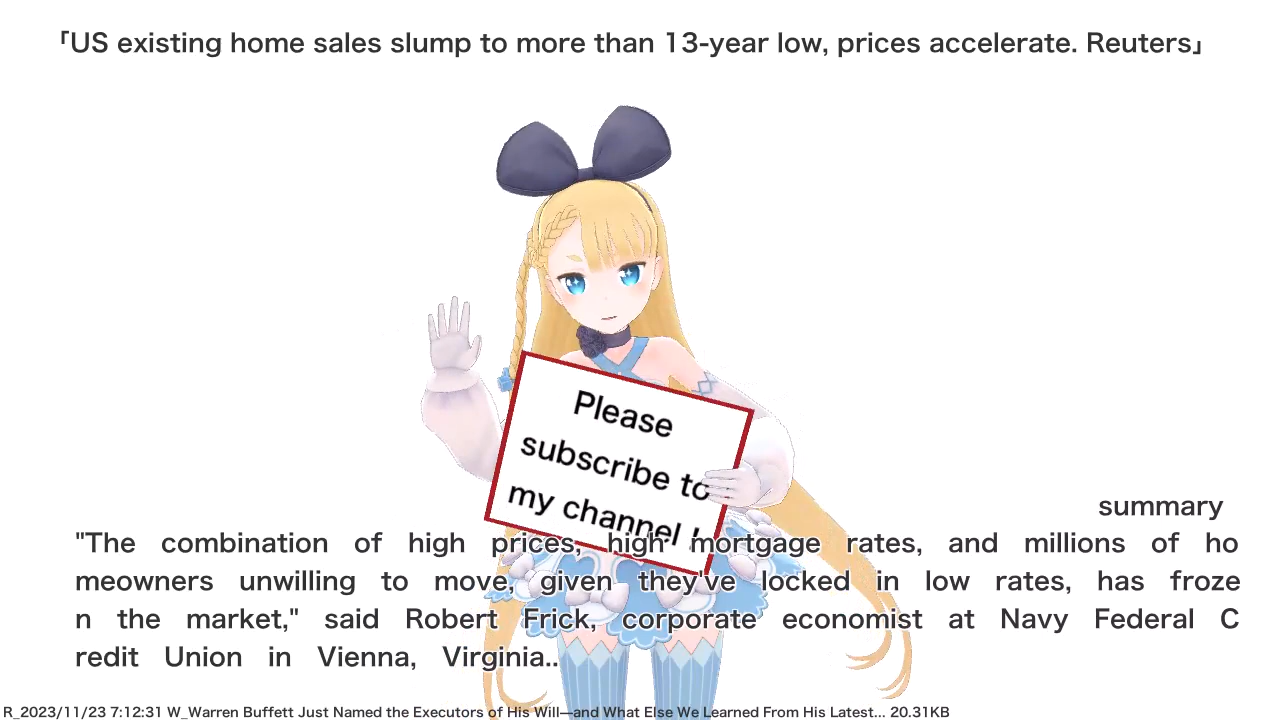 「US existing home sales slump to more than 13-year low, prices accelerate. Reuters」
Please
subscribe to
my channel !
summary
"The combination of high prices, high mortgage rates, and millions of ho
meowners unwilling to move, given they've locked in low rates, has froze
n the market," said Robert Frick, corporate economist at Navy Federal C
redit Union in Vienna, Virginia..
R_2023/11/23 7:12:31 W_Warren Buffett Just Named the Executors of His Will—and What Else We Learned From His Latest... 20.31KB